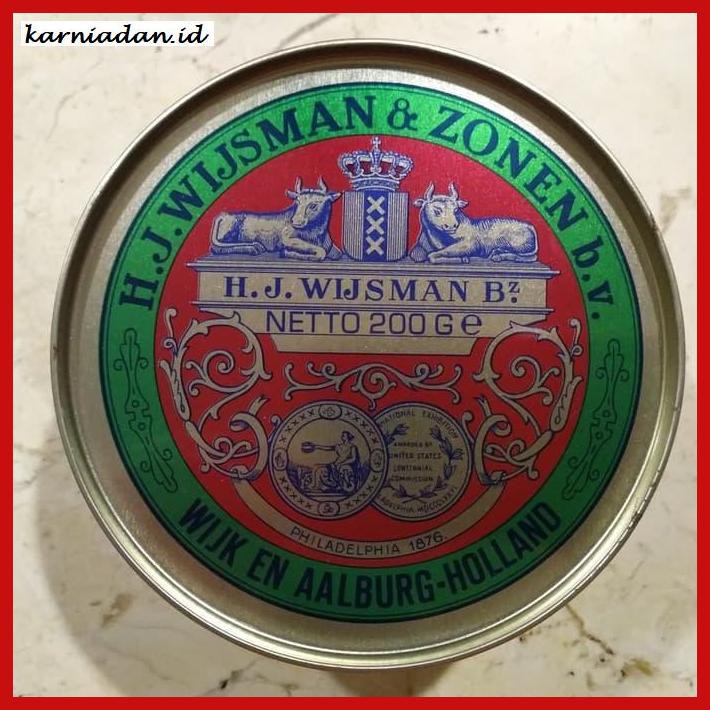 karniadan.id
H.J. WIJSMAN & ZONEN b.v.
XXX
H.J. WIJSMAN Bz.
NETTO 200 G e
NATIONAL EXHIBITION
AWARDED BY
UNITED STATES
CENTENNIAL
COMMISSION
PHILADELPHIA 1876.
WIJK EN AALBURG-HOLLAND